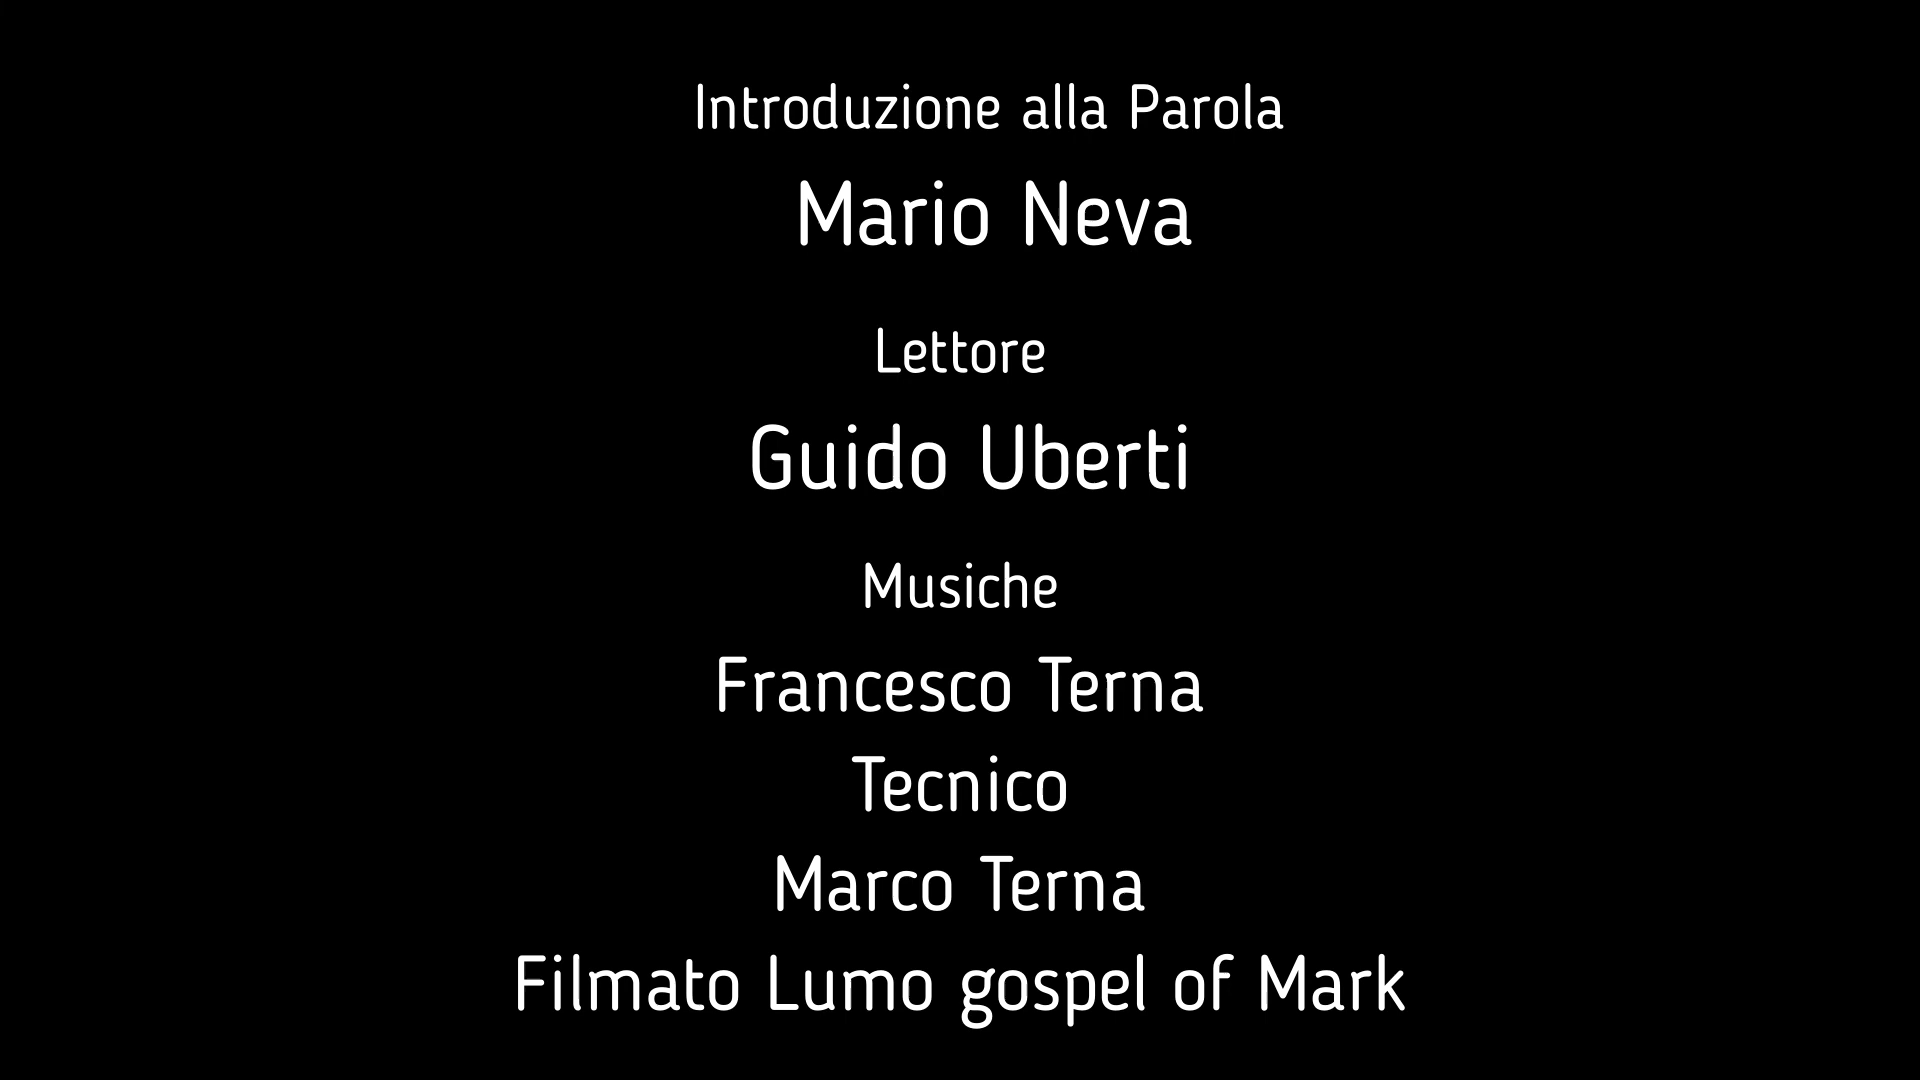 Introduzione alla Parola
Mario Neva
Lettore
Guido Uberti
Musiche
Francesco Terna
Tecnico
Marco Terna
Filmato Lumo gospel of Mark